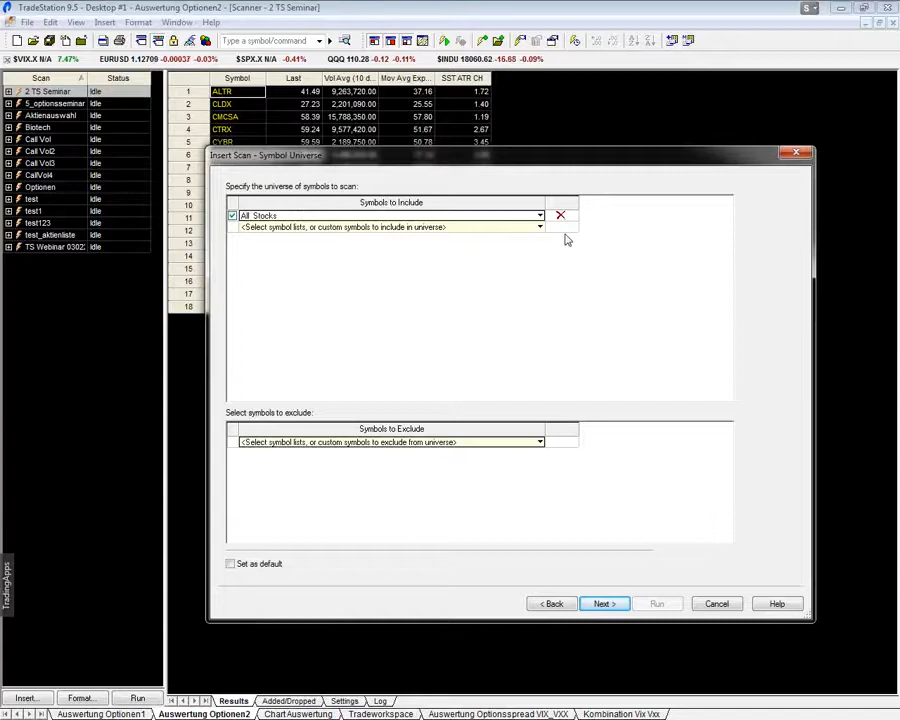 TradeStation 9.5 - Desktop #1 - Auswertung Optionen2 - [Scanner - 2 TS Seminar]
File Edit View Insert Format Window Help
Type a symbol/command
$VIX.X 7.47% EURUSD 1.12709 -0.00037 -0.03% $SPX.X -0.41% QQQ 110.28 -0.12 -0.11% $INDU 18060.62 -16.68 -0.09%
Scan Status
2 TS Seminar Idle
5_optionsseminar Idle
Aktienauswahl Idle
Biotech Idle
Call Vol Idle
Call Vol2 Idle
Call Vol3 Idle
CallVol4 Idle
Optionen Idle
test Idle
test1 Idle
test123 Idle
test_aktienliste Idle
TS Webinar 0302 Idle
Symbol Last Vol Avg (10 d... Mov Avg Exp... SST ATR CH
1 ALTR 41.49 9,263,720.00 37.16 1.72
2 CLDX 27.23 2,201,090.00 25.55 1.40
3 CMCSA 58.39 15,788,350.00 57.80 1.19
4 CTRX 59.24 9,577,420.00 51.67 2.67
5 CYBR 59.59 2,189,750.00 50.78 3.45
6
7
8
9
10
11
12
13
14
15
16
17
18
Insert Scan - Symbol Universe
Specify the universe of symbols to scan:
Symbols to Include
All Stocks
<Select symbol lists, or custom symbols to include in universe>
Select symbols to exclude:
Symbols to Exclude
<Select symbol lists, or custom symbols to exclude from universe>
Set as default
< Back Next > Run Cancel Help
TradingApps
Insert... Format... Run
Results Added/Dropped Settings Log
Auswertung Optionen1 Auswertung Optionen2 Chart Auswertung Tradeworkspace Auswertung Optionsspread VIX_VXX Kombination Vix Vxx